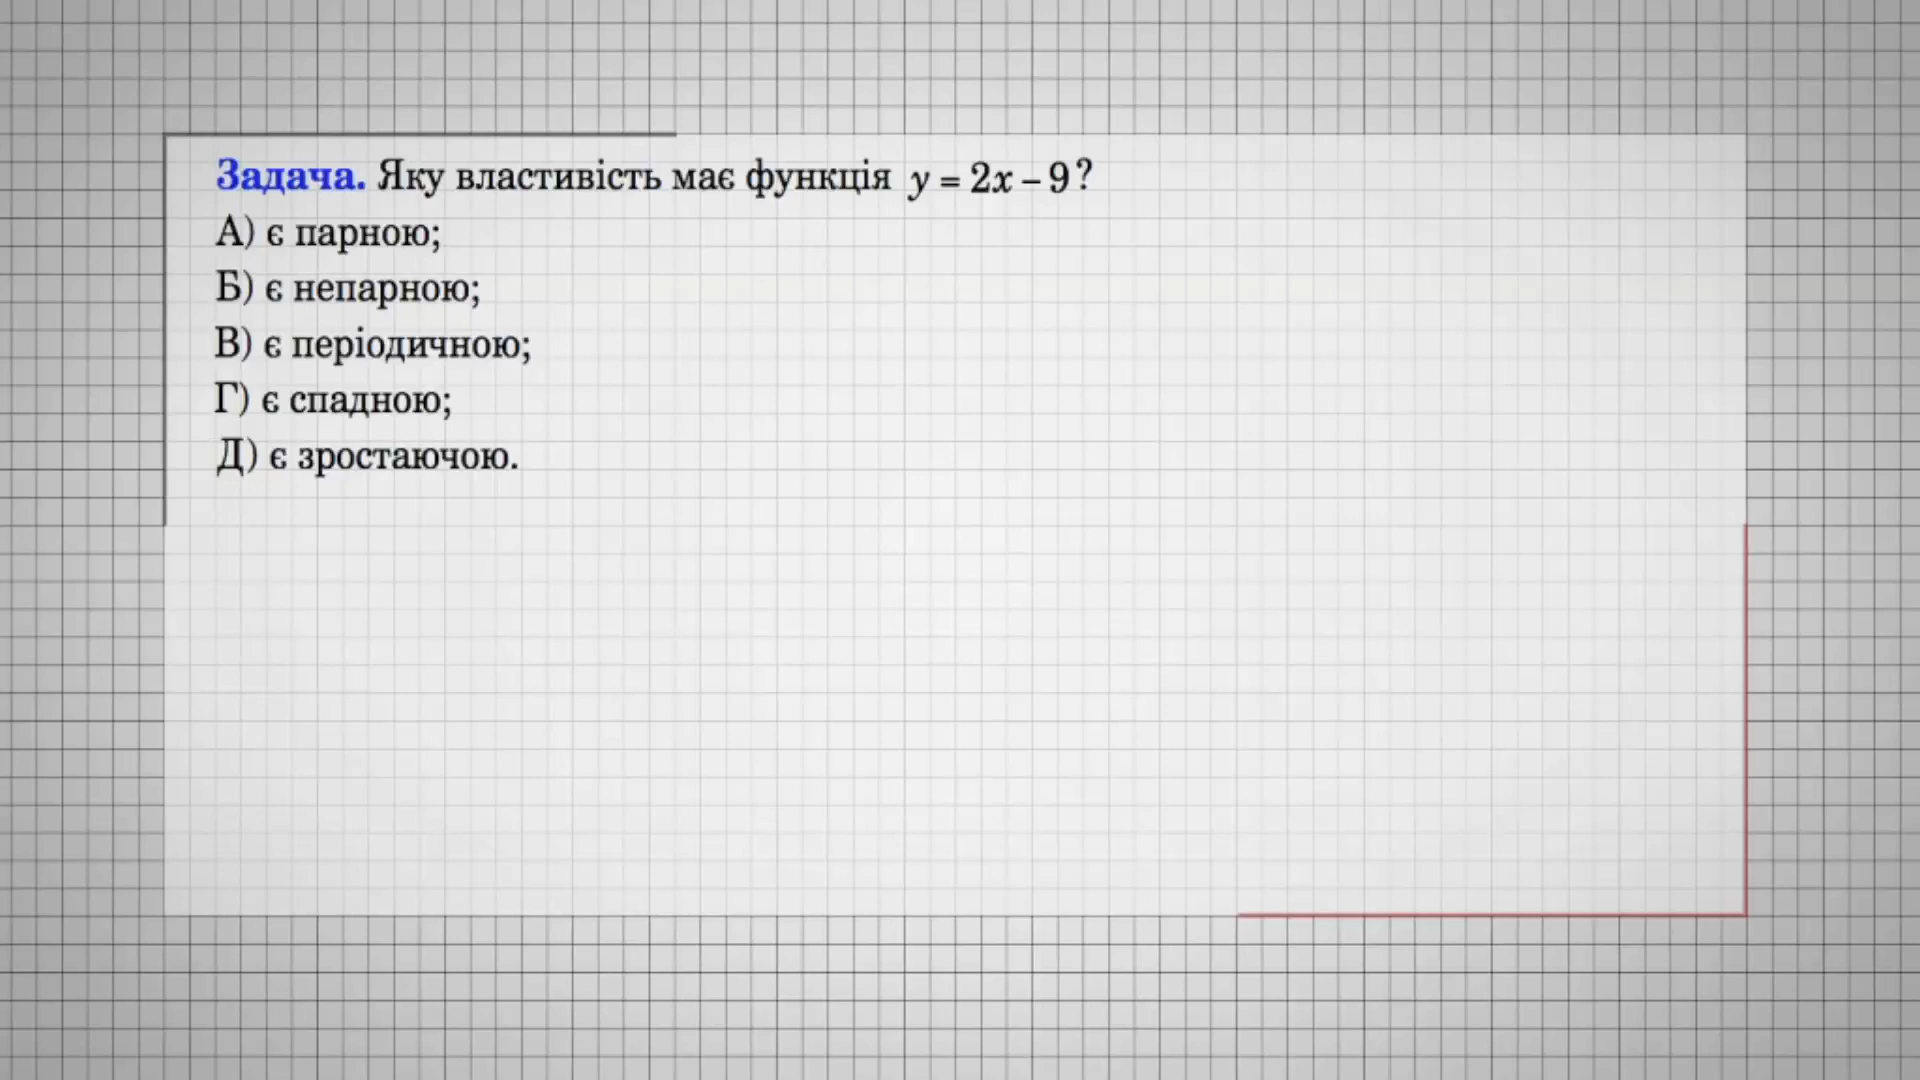 Задача. Яку властивість має функція y = 2x – 9?
А) є парною;
Б) є непарною;
В) є періодичною;
Г) є спадною;
Д) є зростаючою.